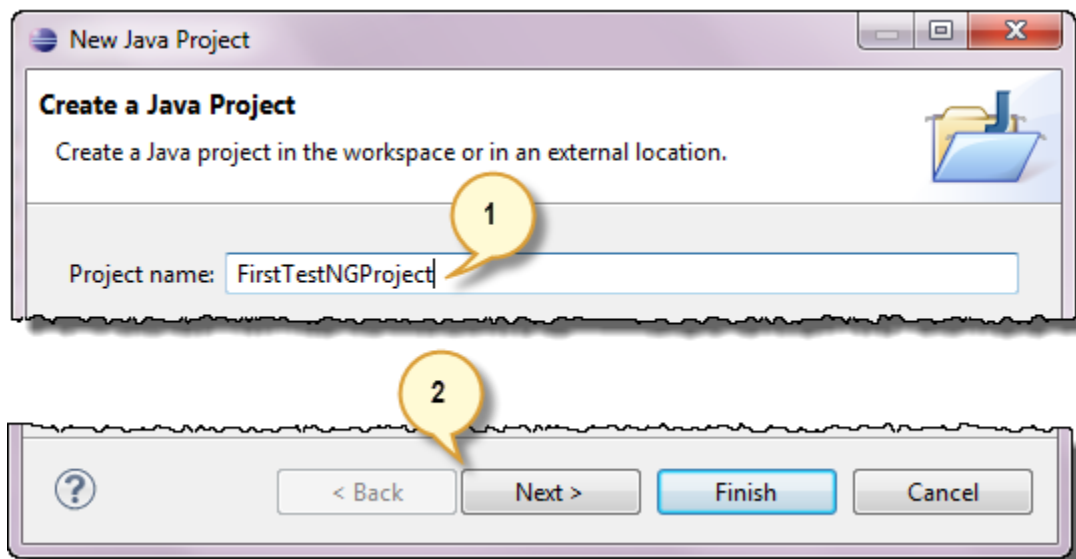 New Java Project
Create a Java Project
Create a Java project in the workspace or in an external location.
1
Project name: FirstTestNGProject
2
? < Back Next > Finish Cancel